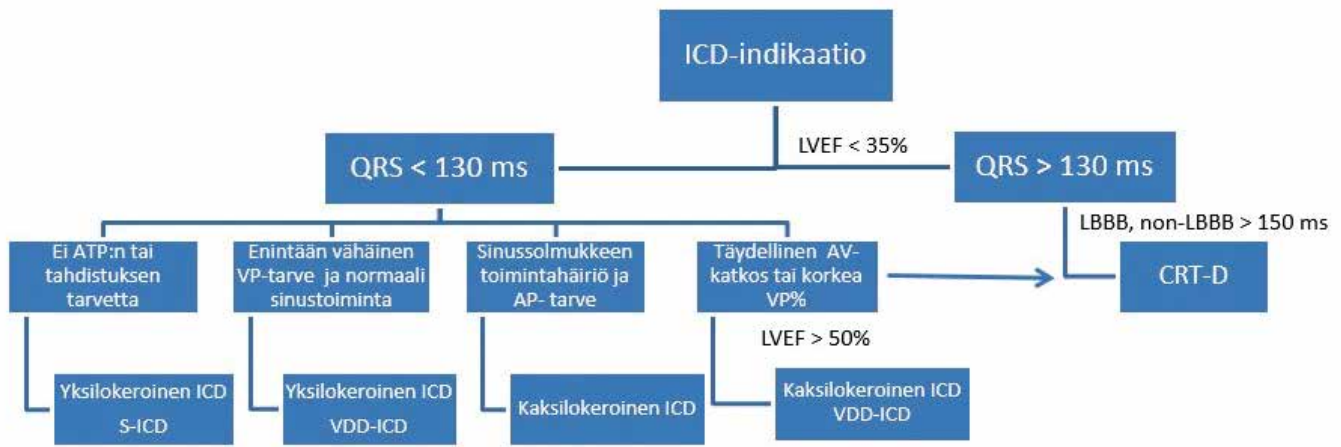 ICD-indikaatio
LVEF < 35%
QRS < 130 ms
QRS > 130 ms
LBBB, non-LBBB > 150 ms
Ei ATP:n tai
tahdistuksen
tarvetta
Enintään vähäinen
VP-tarve ja normaali
sinustoiminta
Sinussolmukkeen
toimintahäiriö ja
AP- tarve
Täydellinen AV-
katkos tai korkea
VP%
CRT-D
LVEF > 50%
Yksilokeroinen ICD
S-ICD
Yksilokeroinen ICD
VDD-ICD
Kaksilokeroinen ICD
Kaksilokeroinen ICD
VDD-ICD